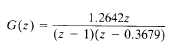 G(z) = 1.2642z / (z − 1)(z − 0.3679)